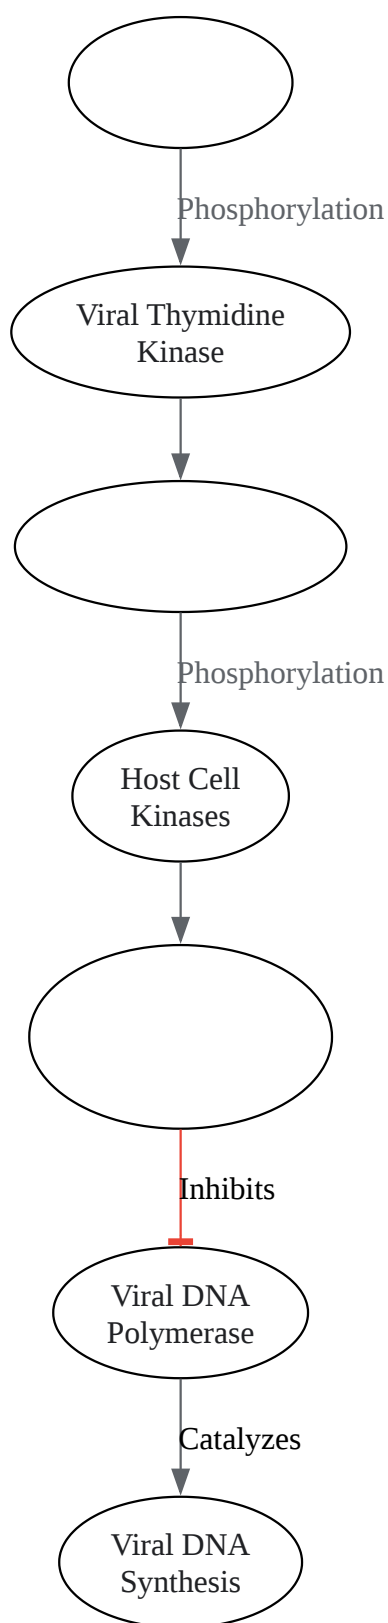 Phosphorylation
Viral Thymidine
Kinase
Phosphorylation
Host Cell
Kinases
Inhibits
Viral DNA
Polymerase
Catalyzes
Viral DNA
Synthesis